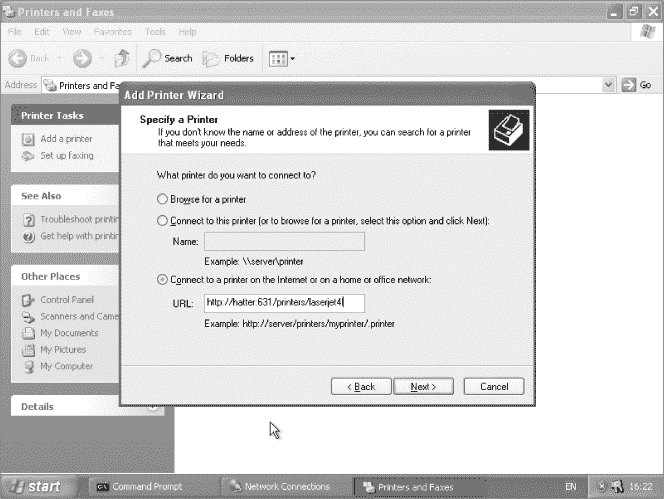 Printers and Faxes
File Edit View Favorites Tools Help
Back Search Folders
Address Printers and Fa Go
Printer Tasks
Add a printer
Set up faxing
See Also
Troubleshoot printin
Get help with printin
Other Places
Control Panel
Scanners and Came
My Documents
My Pictures
My Computer
Details
Add Printer Wizard
Specify a Printer
If you don't know the name or address of the printer, you can search for a printer
that meets your needs.
What printer do you want to connect to?
Browse for a printer
Connect to this printer (or to browse for a printer, select this option and click Next):
Name:
Example: \\server\printer
Connect to a printer on the Internet or on a home or office network:
URL: http://hatter:631/printers/laserjet4l
Example: http://server/printers/myprinter/.printer
< Back Next > Cancel
start Command Prompt Network Connections Printers and Faxes EN 16:22